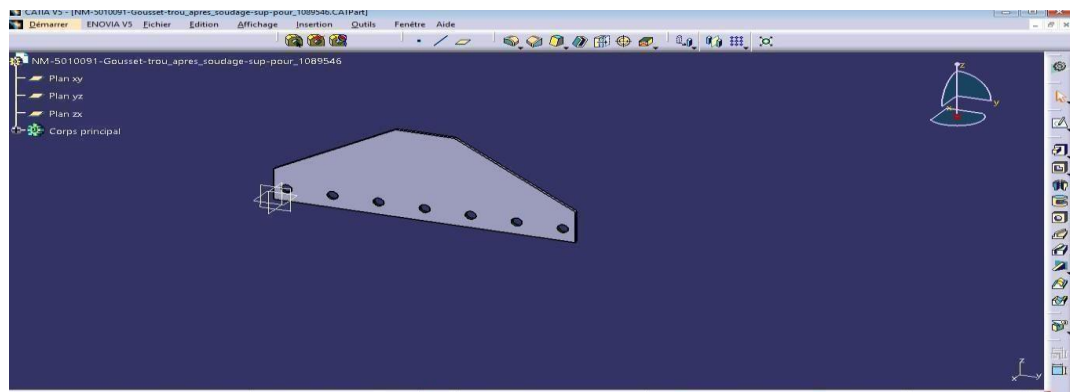 CATIA V5 - [NM-5010091-Gousset-trou_apres_soudage-sup-pour_1089546.CATPart]
Démarrer ENOVIA V5 Fichier Edition Affichage Insertion Outils Fenêtre Aide
NM-5010091-Gousset-trou_apres_soudage-sup-pour_1089546
Plan xy
Plan yz
Plan zx
Corps principal
z
y
x
z
x
y